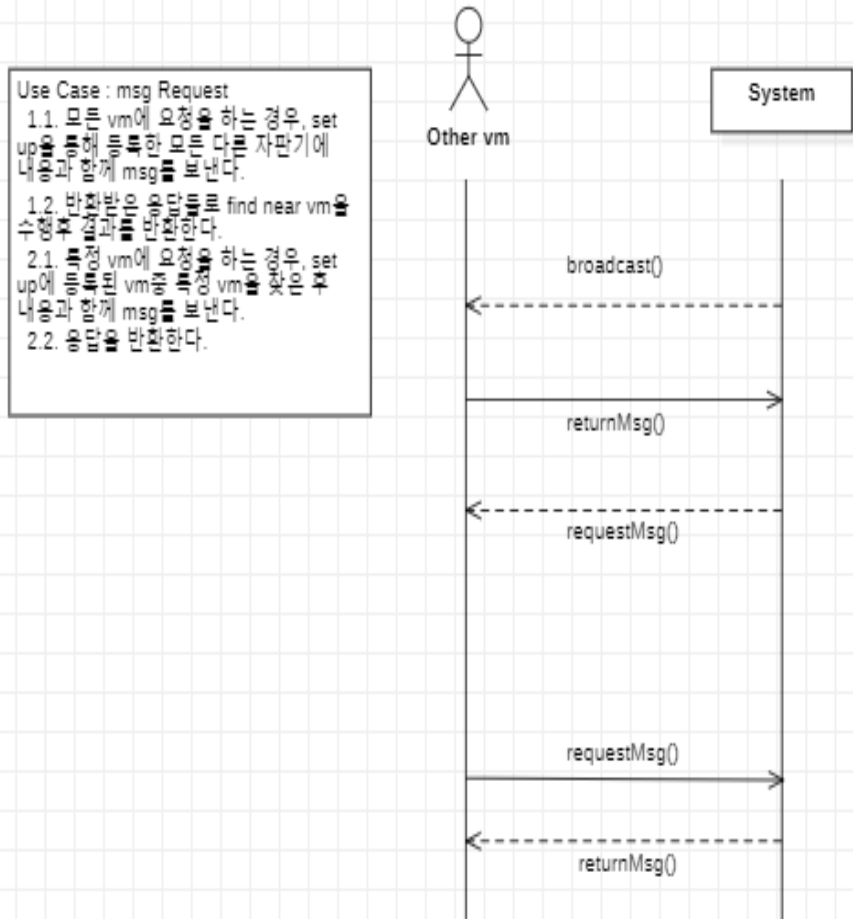 Use Case : msg Request
1.1. 모든 vm에 요청을 하는 경우, set
up을 통해 등록한 모든 다른 자판기에
내용과 함께 msg를 보낸다.
1.2. 반환받은 응답들로 find near vm을
수행후 결과를 반환한다.
2.1. 특정 vm에 요청을 하는 경우, set
up에 등록된 vm중 특정 vm을 찾은 후
내용과 함께 msg를 보낸다.
2.2. 응답을 반환한다.
Other vm
System
broadcast()
returnMsg()
requestMsg()
requestMsg()
returnMsg()